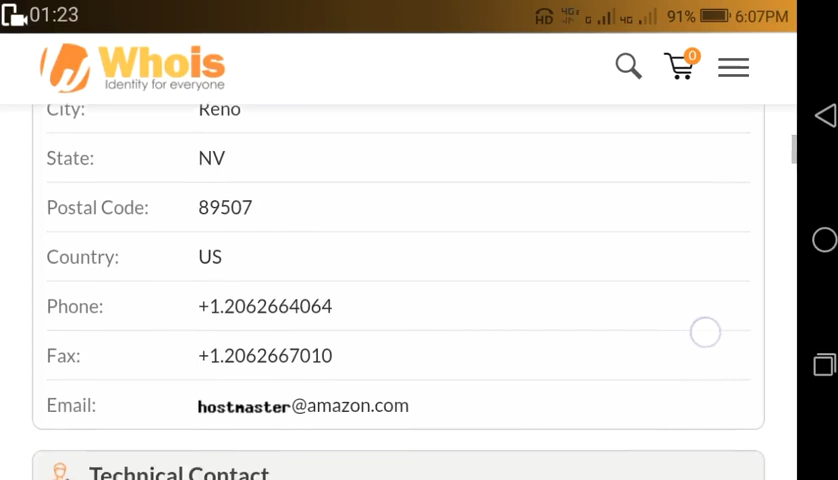 01:23 HD 4G G 4G 91% 6:07PM
Whois 0
Identity for everyone
City: Reno
State: NV
Postal Code: 89507
Country: US
Phone: +1.2062664064
Fax: +1.2062667010
Email: hostmaster@amazon.com
Technical Contact